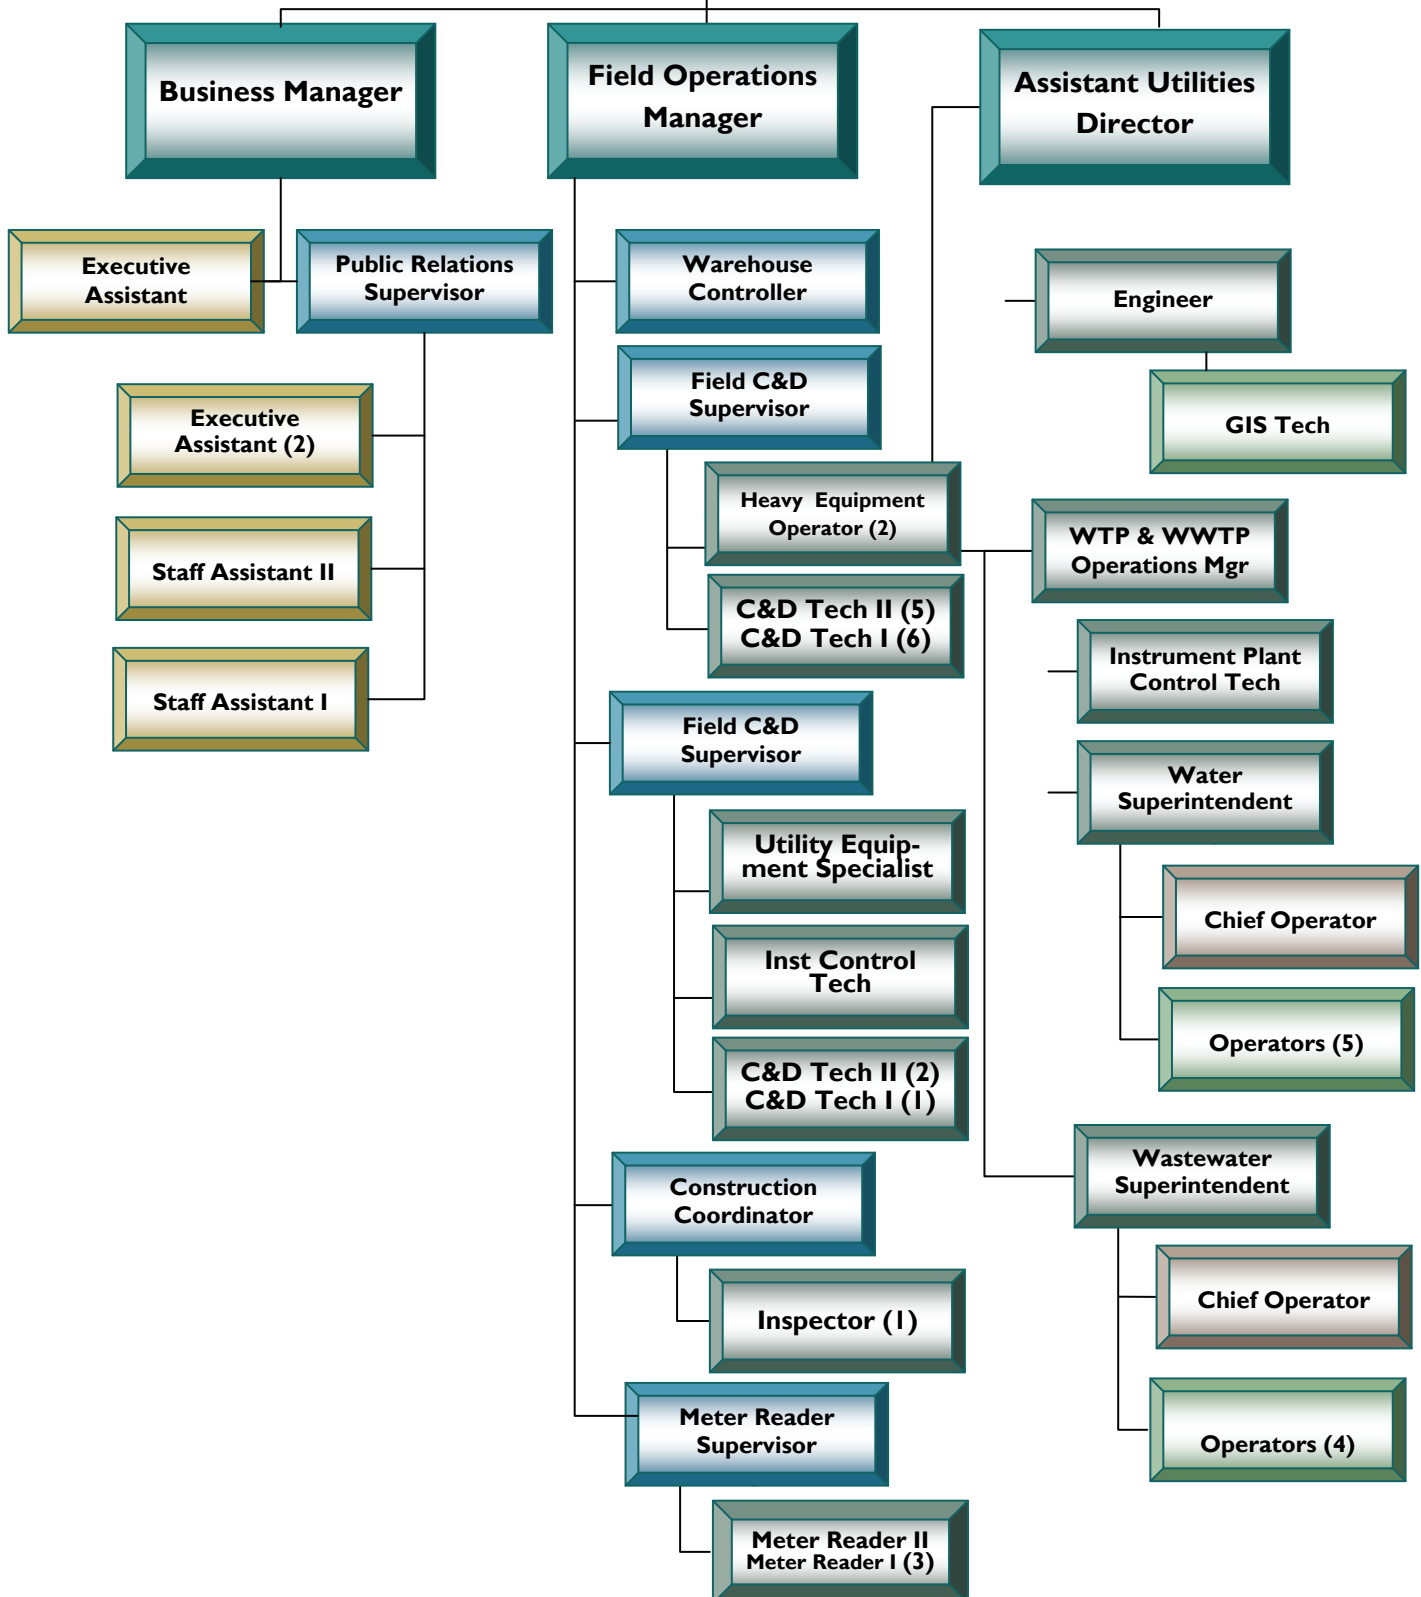 Business Manager
Field Operations
Manager
Assistant Utilities
Director
Executive
Assistant
Public Relations
Supervisor
Executive
Assistant (2)
Staff Assistant II
Staff Assistant I
Warehouse
Controller
Field C&D
Supervisor
Heavy Equipment
Operator (2)
C&D Tech II (5)
C&D Tech I (6)
Field C&D
Supervisor
Utility Equip-
ment Specialist
Inst Control
Tech
C&D Tech II (2)
C&D Tech I (1)
Construction
Coordinator
Inspector (1)
Meter Reader
Supervisor
Meter Reader II
Meter Reader I (3)
Engineer
GIS Tech
WTP & WWTP
Operations Mgr
Instrument Plant
Control Tech
Water
Superintendent
Chief Operator
Operators (5)
Wastewater
Superintendent
Chief Operator
Operators (4)